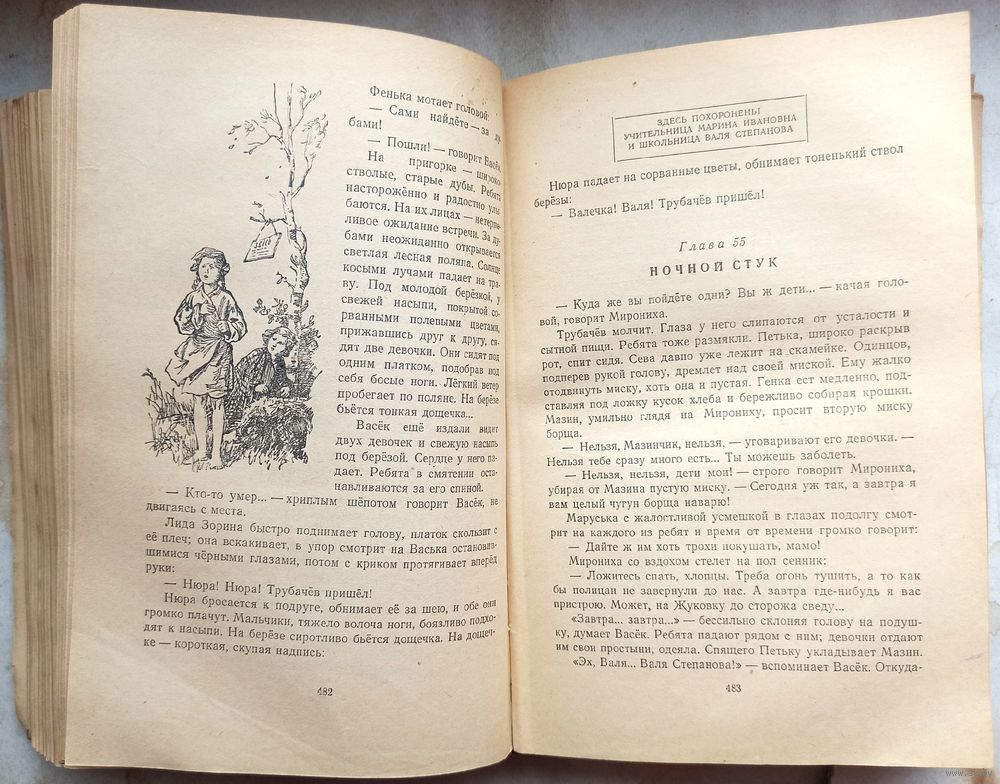 Фенька мотает головой:
— Сами найдёте — за ду-
бами!
— Пошли! — говорит Васёк.
На пригорке — широко-
ствольные, старые дубы. Ребята
насторожённо и радостно улы-
баются. На их лицах — нетерпе-
ливое ожидание встречи. За ду-
бами неожиданно открывается
светлая лесная поляна. Солнце
косыми лучами падает на тра-
ву. Под молодой берёзкой, у
свежей насыпи, покрытой со-
рванными полевыми цветами,
прижавшись друг к другу, си-
дят две девочки. Они сидят под
одним платком, подобрав под
себя босые ноги. Лёгкий ветер
пробегает по поляне. На берёзе
бьётся тонкая дощечка...
Васёк ещё издали видит
двух девочек и свежую насыпь
под берёзой. Сердце у него па-
дает. Ребята в смятении оста-
навливаются за его спиной.
— Кто-то умер... — хриплым шёпотом говорит Васёк, не
двигаясь с места.
Лида Зорина быстро поднимает голову, платок скользит с
её плеч; она вскакивает, в упор смотрит на Васька остановив-
шимися чёрными глазами, потом с криком протягивает вперёд
руки:
— Нюра! Нюра! Трубачёв пришёл!
Нюра бросается к подруге, обнимает её за шею, и обе они
громко плачут. Мальчики, тяжело волоча ноги, боязливо подхо-
дят к насыпи. На берёзе сиротливо бьётся дощечка. На дощеч-
ке — короткая, скупая надпись:
482
ЗДЕСЬ ПОХОРОНЕНЫ
УЧИТЕЛЬНИЦА МАРИНА ИВАНОВНА
И ШКОЛЬНИЦА ВАЛЯ СТЕПАНОВА
Нюра падает на сорванные цветы, обнимает тоненький ствол
берёзы:
— Валечка! Валя! Трубачёв пришёл!
Глава 55
НОЧНОЙ СТУК
— Куда же вы пойдёте одни? Вы ж дети... — качая голо-
вой, говорит Мирониха.
Трубачёв молчит. Глаза у него слипаются от усталости и
сытной пищи. Ребята тоже размякли. Петька, широко раскрыв
рот, спит сидя. Сева давно уже лежит на скамейке. Одинцов,
подперев рукой голову, дремлет над своей миской. Ему жалко
отодвинуть миску, хоть она и пустая. Генка ест медленно, под-
ставляя под ложку кусок хлеба и бережливо собирая крошки.
Мазин, умильно глядя на Мирониху, просит вторую миску
борща.
— Нельзя, Мазинчик, нельзя, — уговаривают его девочки. —
Нельзя тебе сразу много есть... Ты можешь заболеть.
— Нельзя, нельзя, дети мои! — строго говорит Мирониха,
убирая от Мазина пустую миску. — Сегодня уж так, а завтра я
вам целый чугун борща наварю!
Маруська с жалостливой усмешкой в глазах подолгу смот-
рит на каждого из ребят и время от времени громко говорит:
— Дайте ж им хоть трохи покушать, мамо!
Мирониха со вздохом стелет на пол сенник:
— Ложитесь спать, хлопцы. Треба огонь тушить, а то как
бы полицаи не завернули до нас. А завтра где-нибудь я вас
пристрою. Может, на Жуковку до сторожа сведу...
«Завтра... завтра...» — бессильно склоняя голову на подуш-
ку, думает Васёк. Ребята падают рядом с ним; девочки отдают
им свои простыни, одеяла. Спящего Петьку укладывает Мазин.
«Эх, Валя... Валя Степанова!» — вспоминает Васёк. Откуда-
483